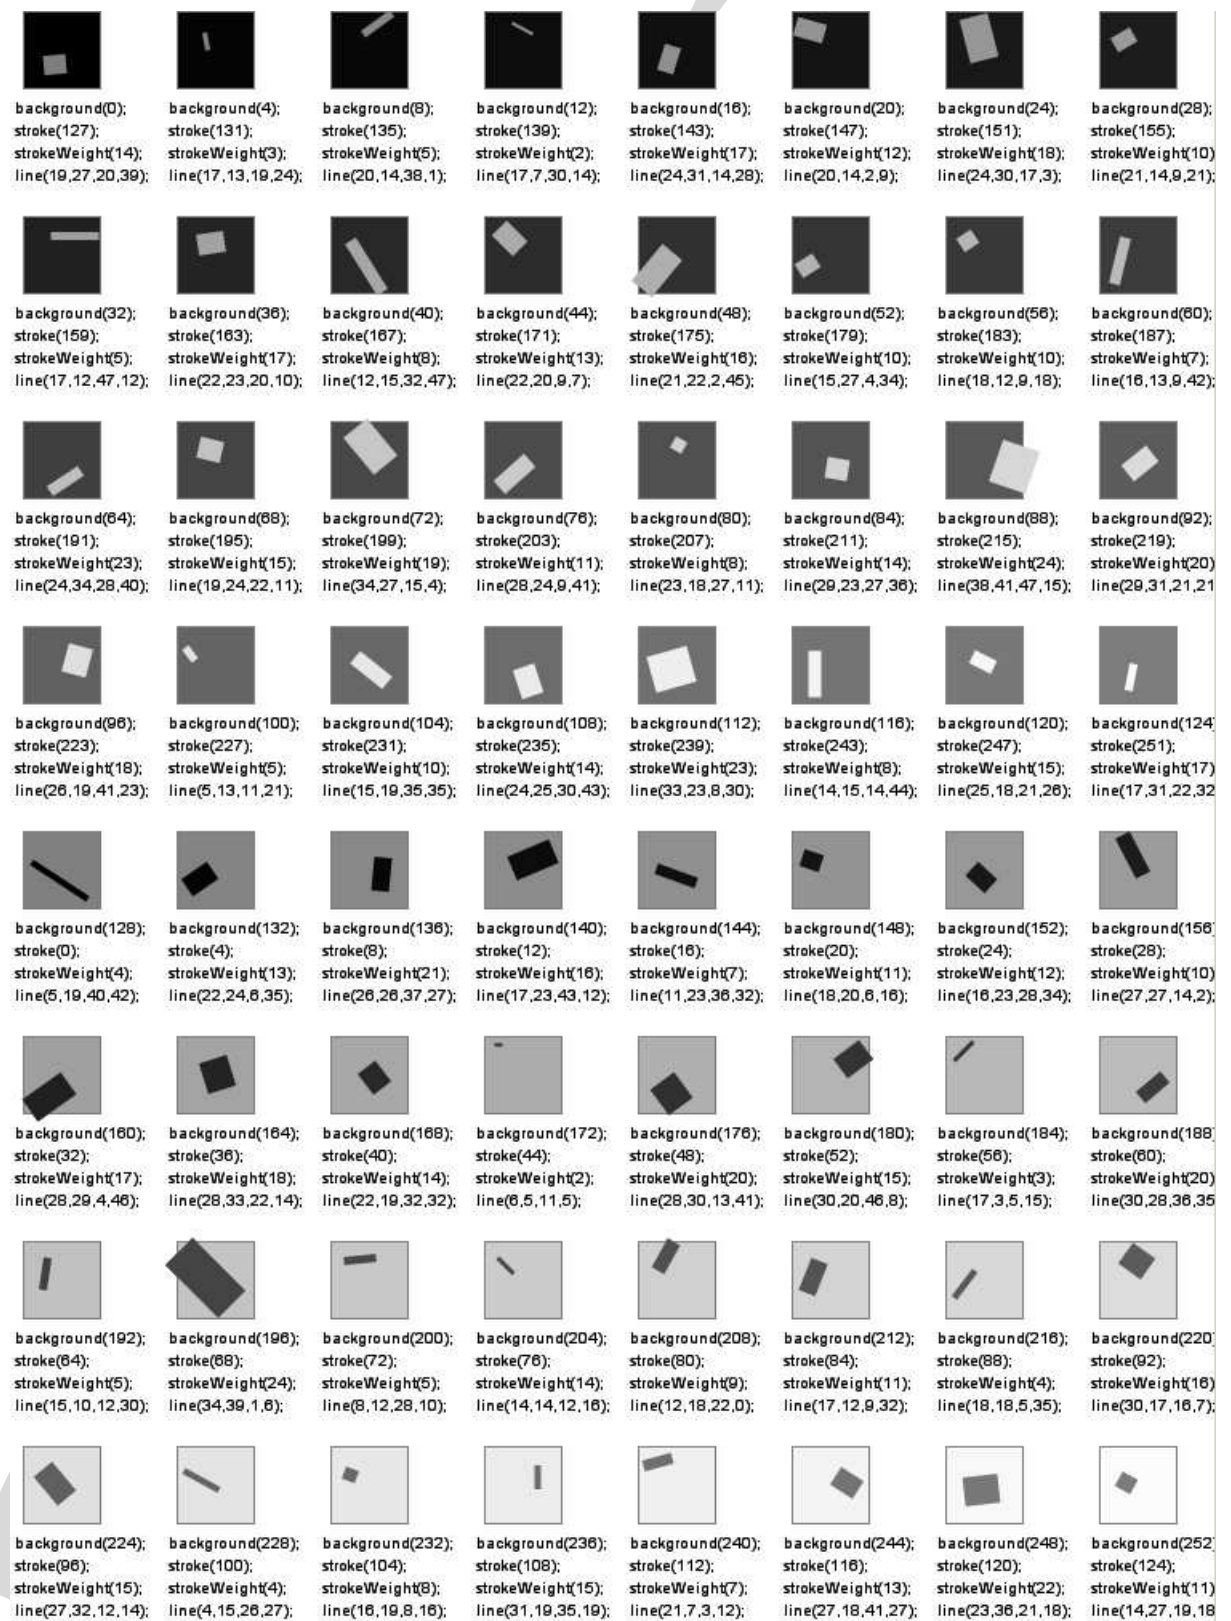 background(0); background(4); background(8); background(12); background(16); background(20); background(24); background(28);
stroke(127); stroke(131); stroke(135); stroke(139); stroke(143); stroke(147); stroke(151); stroke(155);
strokeWeight(14); strokeWeight(3); strokeWeight(5); strokeWeight(2); strokeWeight(17); strokeWeight(12); strokeWeight(18); strokeWeight(10)
line(19,27,20,39); line(17,13,19,24); line(20,14,38,1); line(17,7,30,14); line(24,31,14,28); line(20,14,2,9); line(24,30,17,3); line(21,14,9,21);
background(32); background(36); background(40); background(44); background(48); background(52); background(56); background(60);
stroke(159); stroke(163); stroke(167); stroke(171); stroke(175); stroke(179); stroke(183); stroke(187);
strokeWeight(5); strokeWeight(17); strokeWeight(8); strokeWeight(13); strokeWeight(16); strokeWeight(10); strokeWeight(10); strokeWeight(7);
line(17,12,47,12); line(22,23,20,10); line(12,15,32,47); line(22,20,9,7); line(21,22,2,45); line(15,27,4,34); line(18,12,9,18); line(16,13,9,42);
background(64); background(68); background(72); background(76); background(80); background(84); background(88); background(92);
stroke(191); stroke(195); stroke(199); stroke(203); stroke(207); stroke(211); stroke(215); stroke(219);
strokeWeight(23); strokeWeight(15); strokeWeight(19); strokeWeight(11); strokeWeight(8); strokeWeight(14); strokeWeight(24); strokeWeight(20)
line(24,34,28,40); line(19,24,22,11); line(34,27,15,4); line(28,24,9,41); line(23,18,27,11); line(29,23,27,36); line(38,41,47,15); line(29,31,21,21
background(96); background(100); background(104); background(108); background(112); background(116); background(120); background(124)
stroke(223); stroke(227); stroke(231); stroke(235); stroke(239); stroke(243); stroke(247); stroke(251);
strokeWeight(18); strokeWeight(5); strokeWeight(10); strokeWeight(14); strokeWeight(23); strokeWeight(8); strokeWeight(15); strokeWeight(17)
line(26,19,41,23); line(5,13,11,21); line(15,19,35,35); line(24,25,30,43); line(33,23,8,30); line(14,15,14,44); line(25,18,21,26); line(17,31,22,32
background(128); background(132); background(136); background(140); background(144); background(148); background(152); background(156
stroke(0); stroke(4); stroke(8); stroke(12); stroke(16); stroke(20); stroke(24); stroke(28);
strokeWeight(4); strokeWeight(13); strokeWeight(21); strokeWeight(16); strokeWeight(7); strokeWeight(11); strokeWeight(12); strokeWeight(10)
line(5,19,40,42); line(22,24,6,35); line(26,26,37,27); line(17,23,43,12); line(11,23,36,32); line(18,20,6,16); line(16,23,28,34); line(27,27,14,2);
background(160); background(164); background(168); background(172); background(176); background(180); background(184); background(188)
stroke(32); stroke(36); stroke(40); stroke(44); stroke(48); stroke(52); stroke(56); stroke(60);
strokeWeight(17); strokeWeight(18); strokeWeight(14); strokeWeight(2); strokeWeight(20); strokeWeight(15); strokeWeight(3); strokeWeight(20)
line(28,29,4,46); line(28,33,22,14); line(22,19,32,32); line(6,5,11,5); line(28,30,13,41); line(30,20,46,8); line(17,3,5,15); line(30,28,36,35
background(192); background(196); background(200); background(204); background(208); background(212); background(216); background(220)
stroke(64); stroke(68); stroke(72); stroke(76); stroke(80); stroke(84); stroke(88); stroke(92);
strokeWeight(5); strokeWeight(24); strokeWeight(5); strokeWeight(14); strokeWeight(9); strokeWeight(11); strokeWeight(4); strokeWeight(16)
line(15,10,12,30); line(34,39,1,6); line(8,12,28,10); line(14,14,12,16); line(12,18,22,0); line(17,12,9,32); line(18,18,5,35); line(30,17,16,7);
background(224); background(228); background(232); background(236); background(240); background(244); background(248); background(252)
stroke(96); stroke(100); stroke(104); stroke(108); stroke(112); stroke(116); stroke(120); stroke(124);
strokeWeight(15); strokeWeight(4); strokeWeight(8); strokeWeight(15); strokeWeight(7); strokeWeight(13); strokeWeight(22); strokeWeight(11)
line(27,32,12,14); line(4,15,26,27); line(16,19,8,16); line(31,19,35,19); line(21,7,3,12); line(27,18,41,27); line(23,36,21,18); line(14,27,19,18